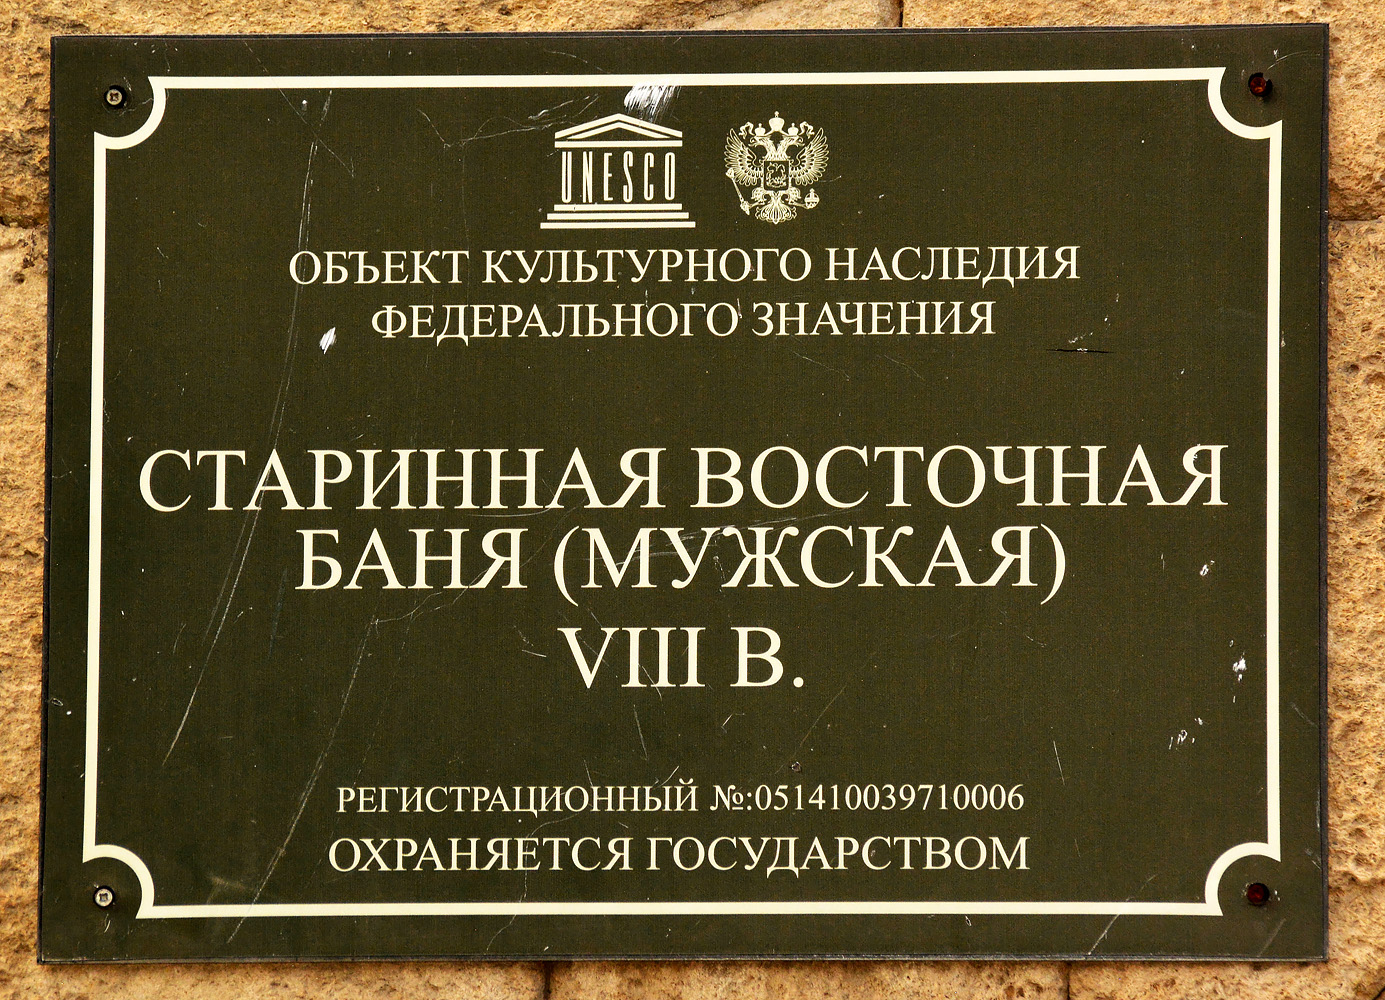 UNESCO
ОБЪЕКТ КУЛЬТУРНОГО НАСЛЕДИЯ
ФЕДЕРАЛЬНОГО ЗНАЧЕНИЯ
СТАРИННАЯ ВОСТОЧНАЯ
БАНЯ (МУЖСКАЯ)
VIII В.
РЕГИСТРАЦИОННЫЙ №:051410039710006
ОХРАНЯЕТСЯ ГОСУДАРСТВОМ